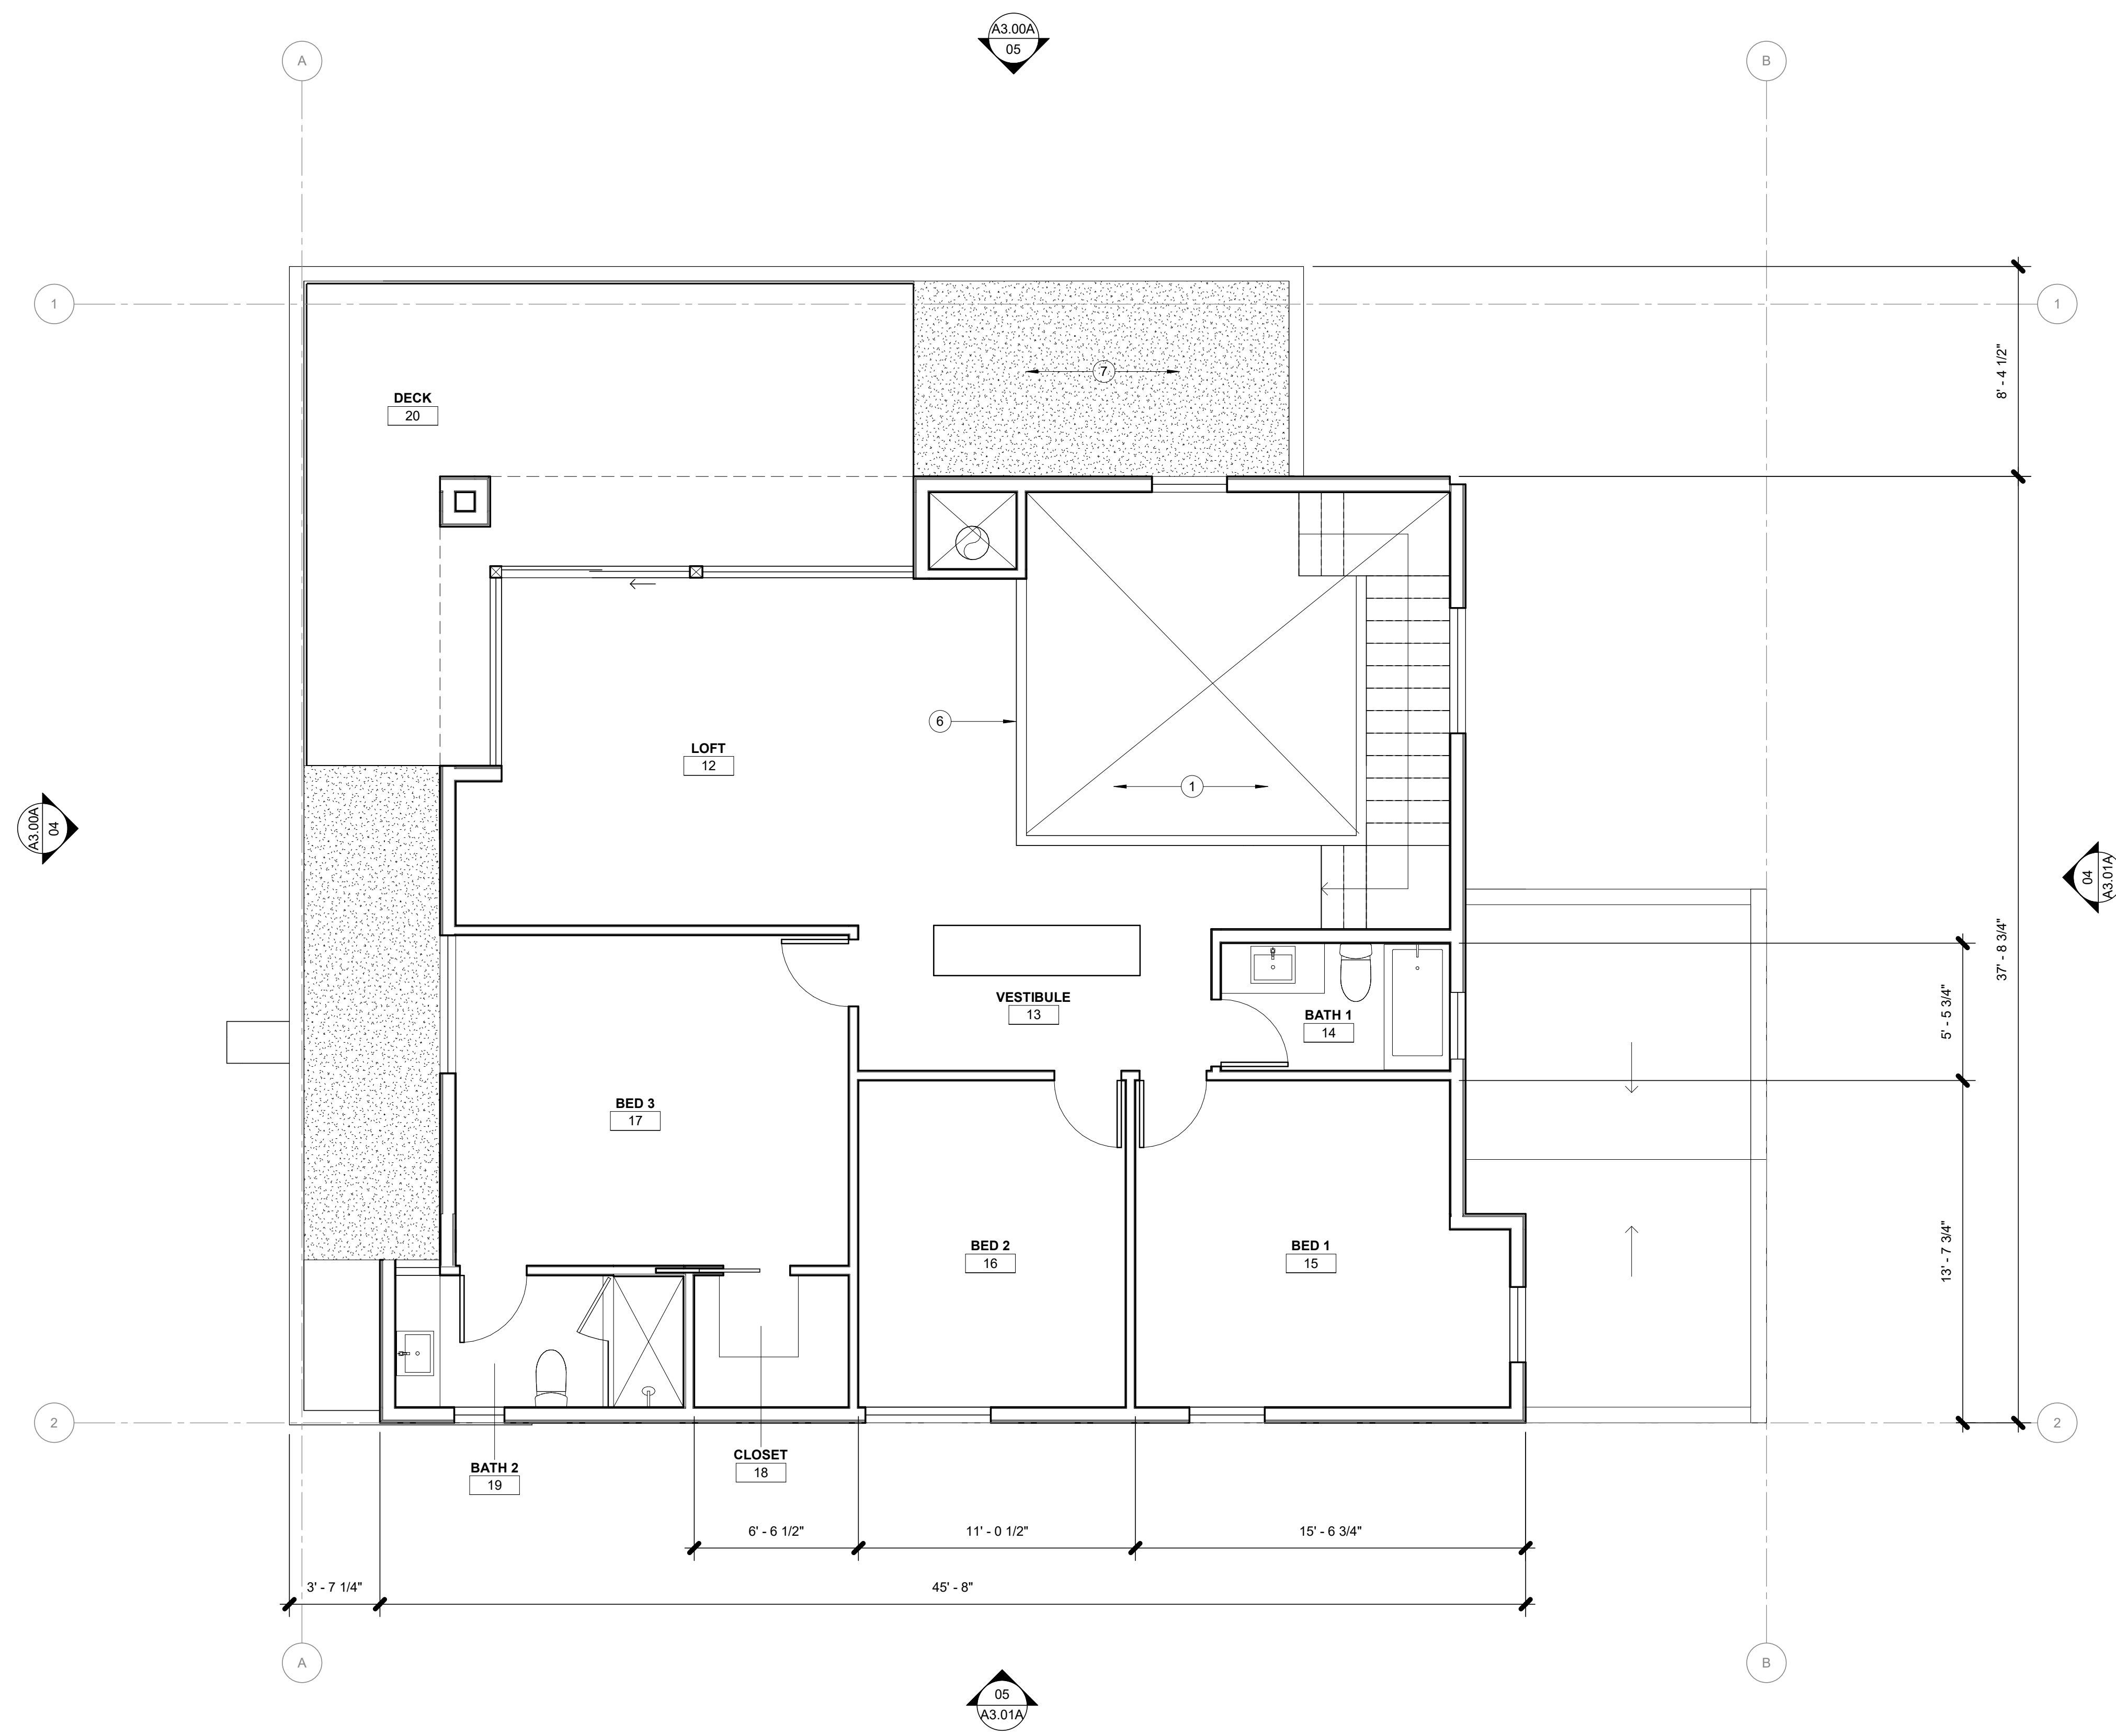 A3.00A
05
A
B
1
1
8' - 4 1/2"
7
DECK
20
6
LOFT
12
1
A3.00A
04
04
A3.01A
37' - 8 3/4"
VESTIBULE
13
BATH 1
14
5' - 5 3/4"
BED 3
17
BED 2
16
BED 1
15
13' - 7 3/4"
2
2
BATH 2
19
CLOSET
18
6' - 6 1/2"
11' - 0 1/2"
15' - 6 3/4"
3' - 7 1/4"
45' - 8"
A
B
05
A3.01A